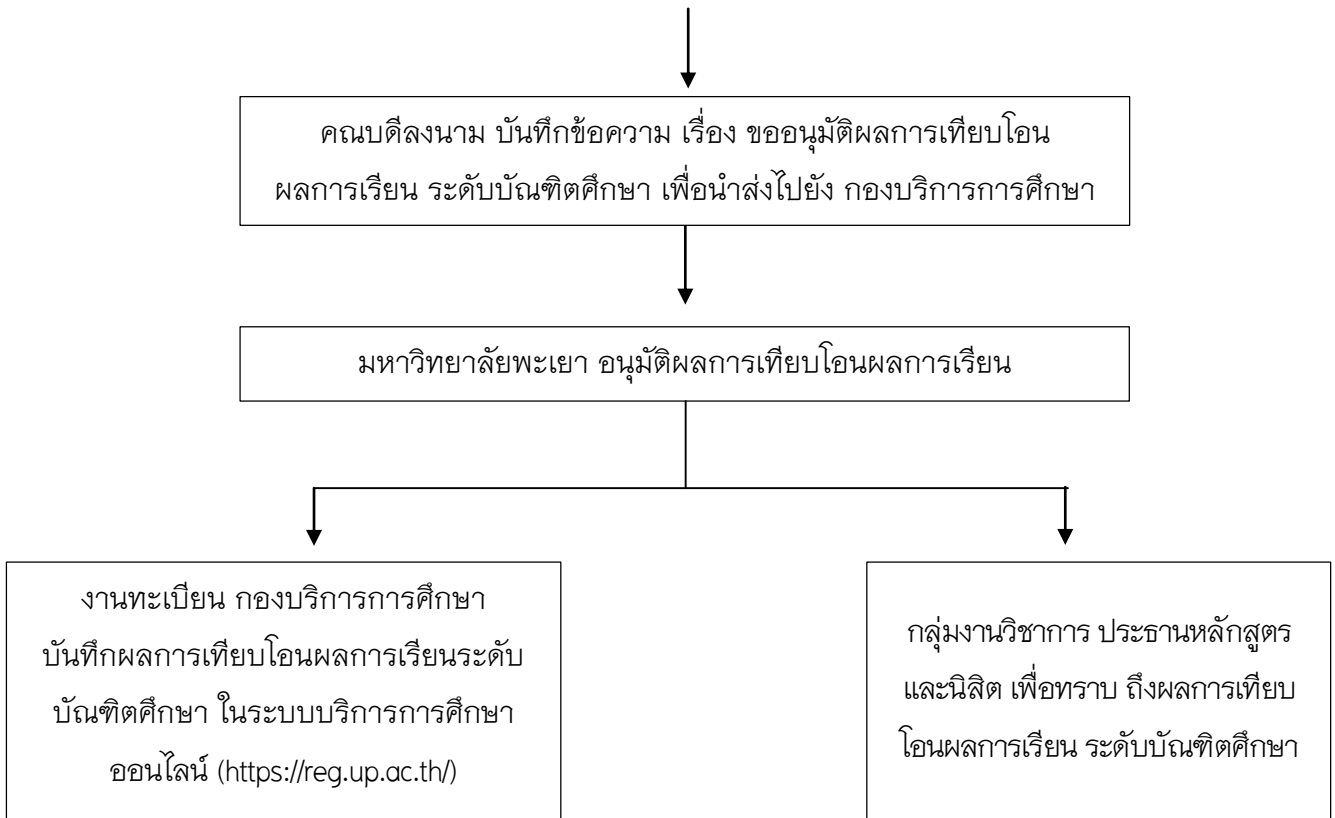 คณบดีลงนาม บันทึกข้อความ เรื่อง ขออนุมัติผลการเทียบโอน
ผลการเรียน ระดับบัณฑิตศึกษา เพื่อนำส่งไปยัง กองบริการการศึกษา
มหาวิทยาลัยพะเยา อนุมัติผลการเทียบโอนผลการเรียน
งานทะเบียน กองบริการการศึกษา
บันทึกผลการเทียบโอนผลการเรียนระดับ
บัณฑิตศึกษา ในระบบบริการการศึกษา
ออนไลน์ (https://reg.up.ac.th/)
กลุ่มงานวิชาการ ประธานหลักสูตร
และนิสิต เพื่อทราบ ถึงผลการเทียบ
โอนผลการเรียน ระดับบัณฑิตศึกษา